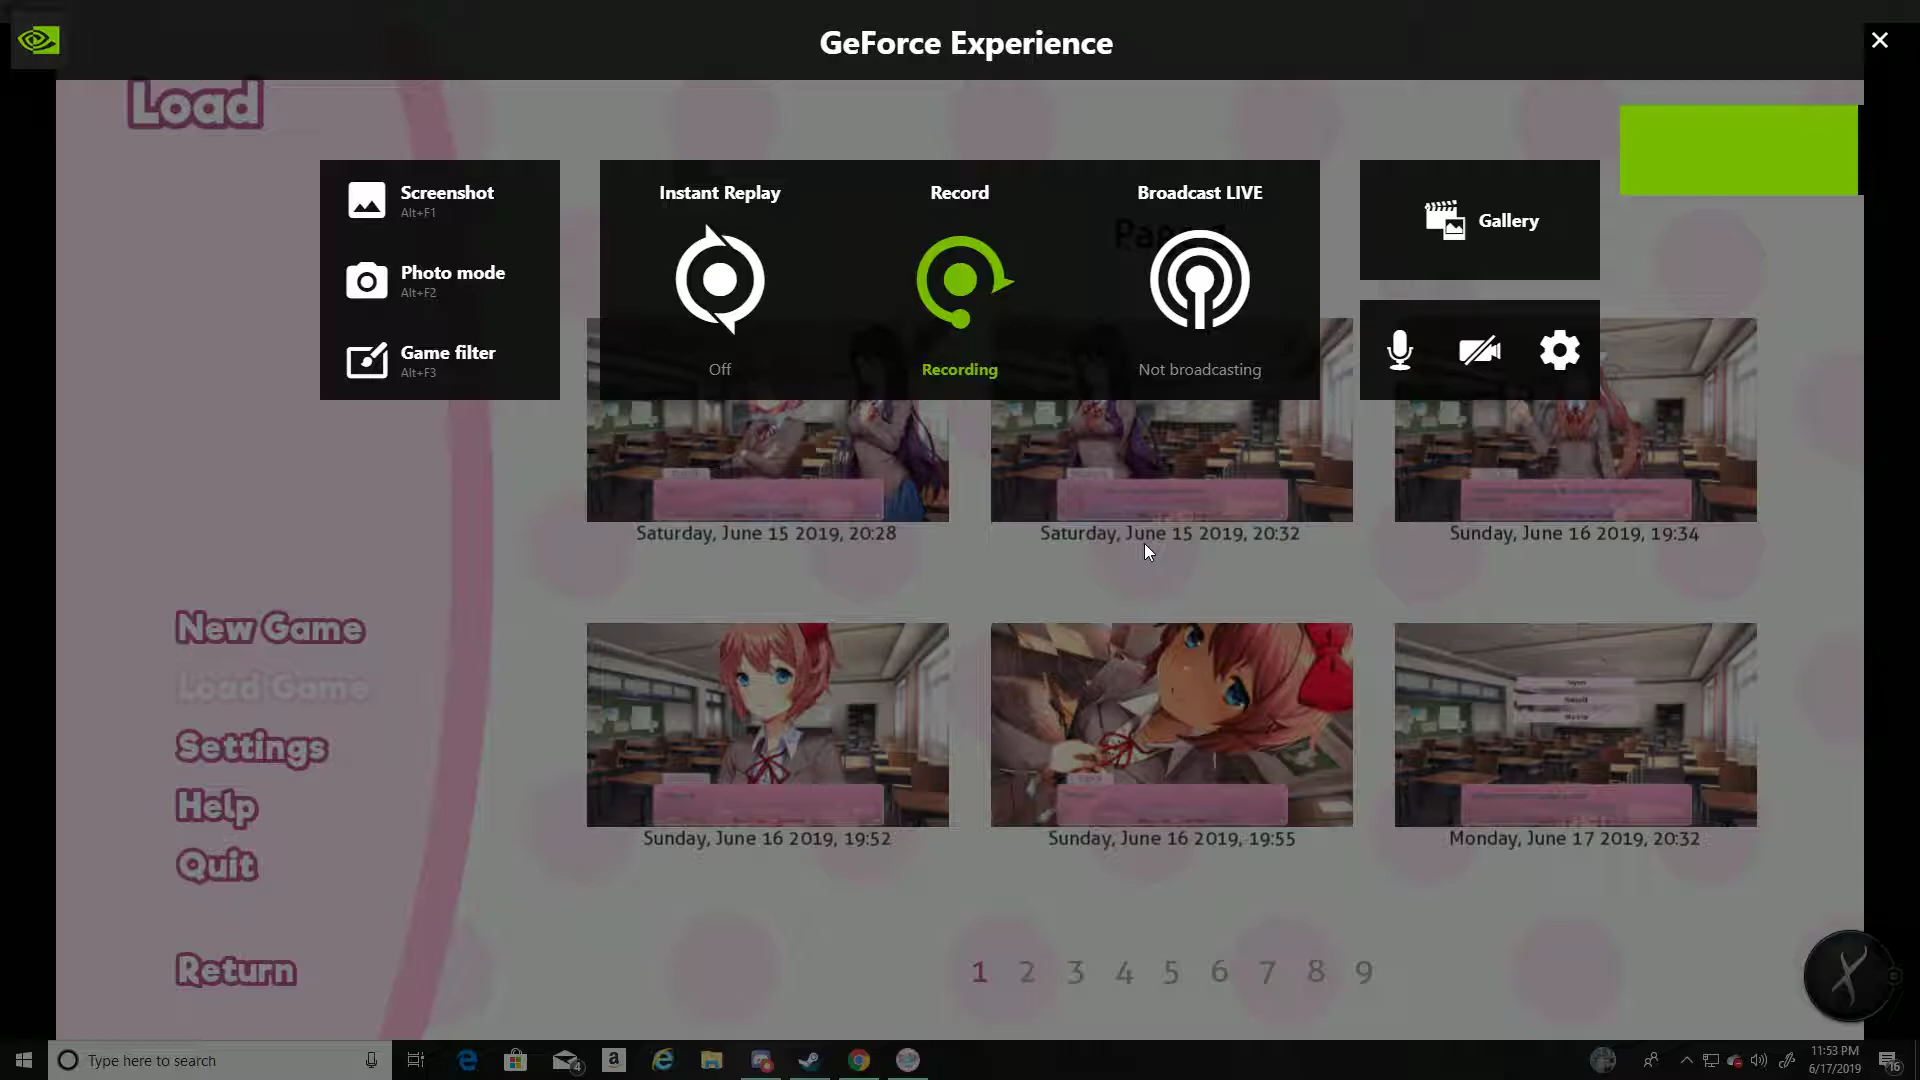 GeForce Experience
Load
Screenshot
Alt+F1
Photo mode
Alt+F2
Game filter
Alt+F3
Instant Replay
Off
Record
Recording
Broadcast LIVE
Not broadcasting
Gallery
Saturday, June 15 2019, 20:28
Saturday, June 15 2019, 20:32
Sunday, June 16 2019, 19:34
New Game
Load Game
Settings
Help
Quit
Return
Sunday, June 16 2019, 19:52
Sunday, June 16 2019, 19:55
Monday, June 17 2019, 20:32
1 2 3 4 5 6 7 8 9
Type here to search
4
11:53 PM
6/17/2019
16